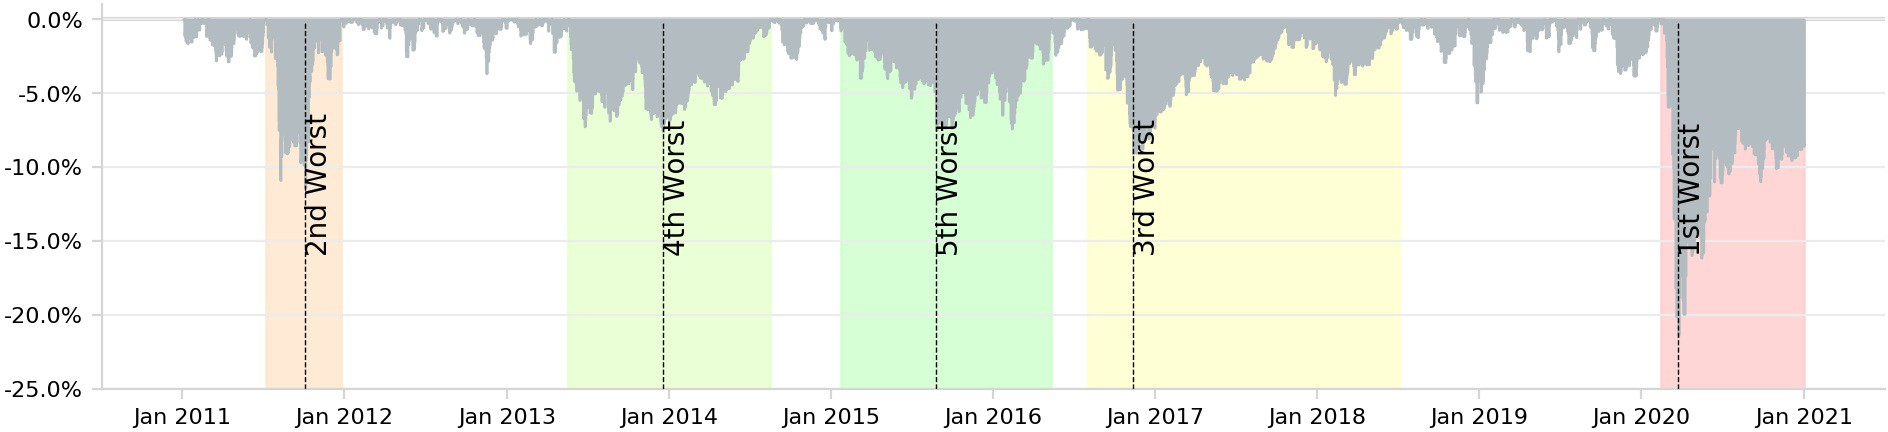 0.0%
-5.0%
-10.0%
-15.0%
-20.0%
-25.0%
2nd Worst
4th Worst
5th Worst
3rd Worst
1st Worst
Jan 2011
Jan 2012
Jan 2013
Jan 2014
Jan 2015
Jan 2016
Jan 2017
Jan 2018
Jan 2019
Jan 2020
Jan 2021